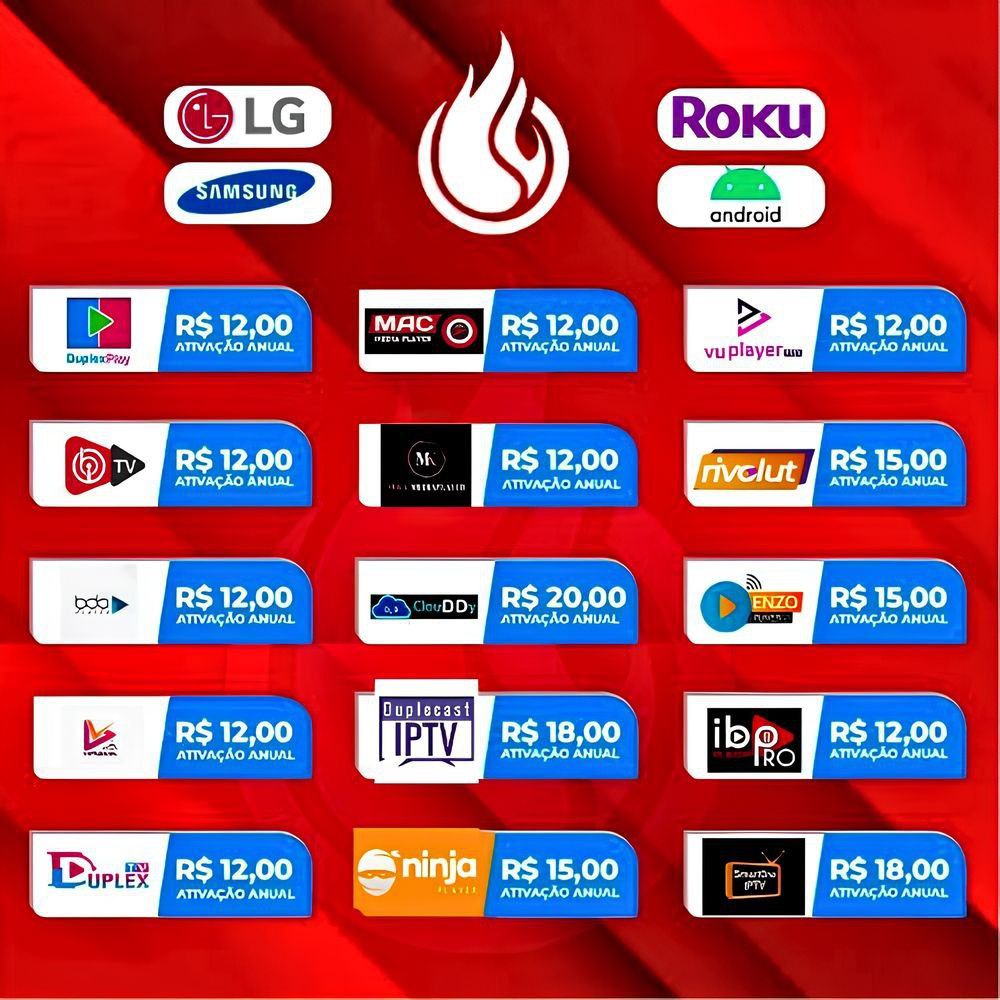 LG
ROKU
SAMSUNG
android
DuplexPlay
R$ 12,00
ATIVAÇÃO ANUAL
MAC
MEDIA PLAYER
R$ 12,00
ATIVAÇÃO ANUAL
vu player
R$ 12,00
ATIVAÇÃO ANUAL
TV
R$ 12,00
ATIVAÇÃO ANUAL
MK
R$ 12,00
ATIVAÇÃO ANUAL
rivolut
R$ 15,00
ATIVAÇÃO ANUAL
bob
R$ 12,00
ATIVAÇÃO ANUAL
ClouDDy
R$ 20,00
ATIVAÇÃO ANUAL
ENZO
R$ 15,00
ATIVAÇÃO ANUAL
R$ 12,00
ATIVAÇÃO ANUAL
Duplecast
IPTV
R$ 18,00
ATIVAÇÃO ANUAL
ibo
PRO
R$ 12,00
ATIVAÇÃO ANUAL
DUPLEX
R$ 12,00
ATIVAÇÃO ANUAL
ninja
PLAYER
R$ 15,00
ATIVAÇÃO ANUAL
SmartOne
IPTV
R$ 18,00
ATIVAÇÃO ANUAL